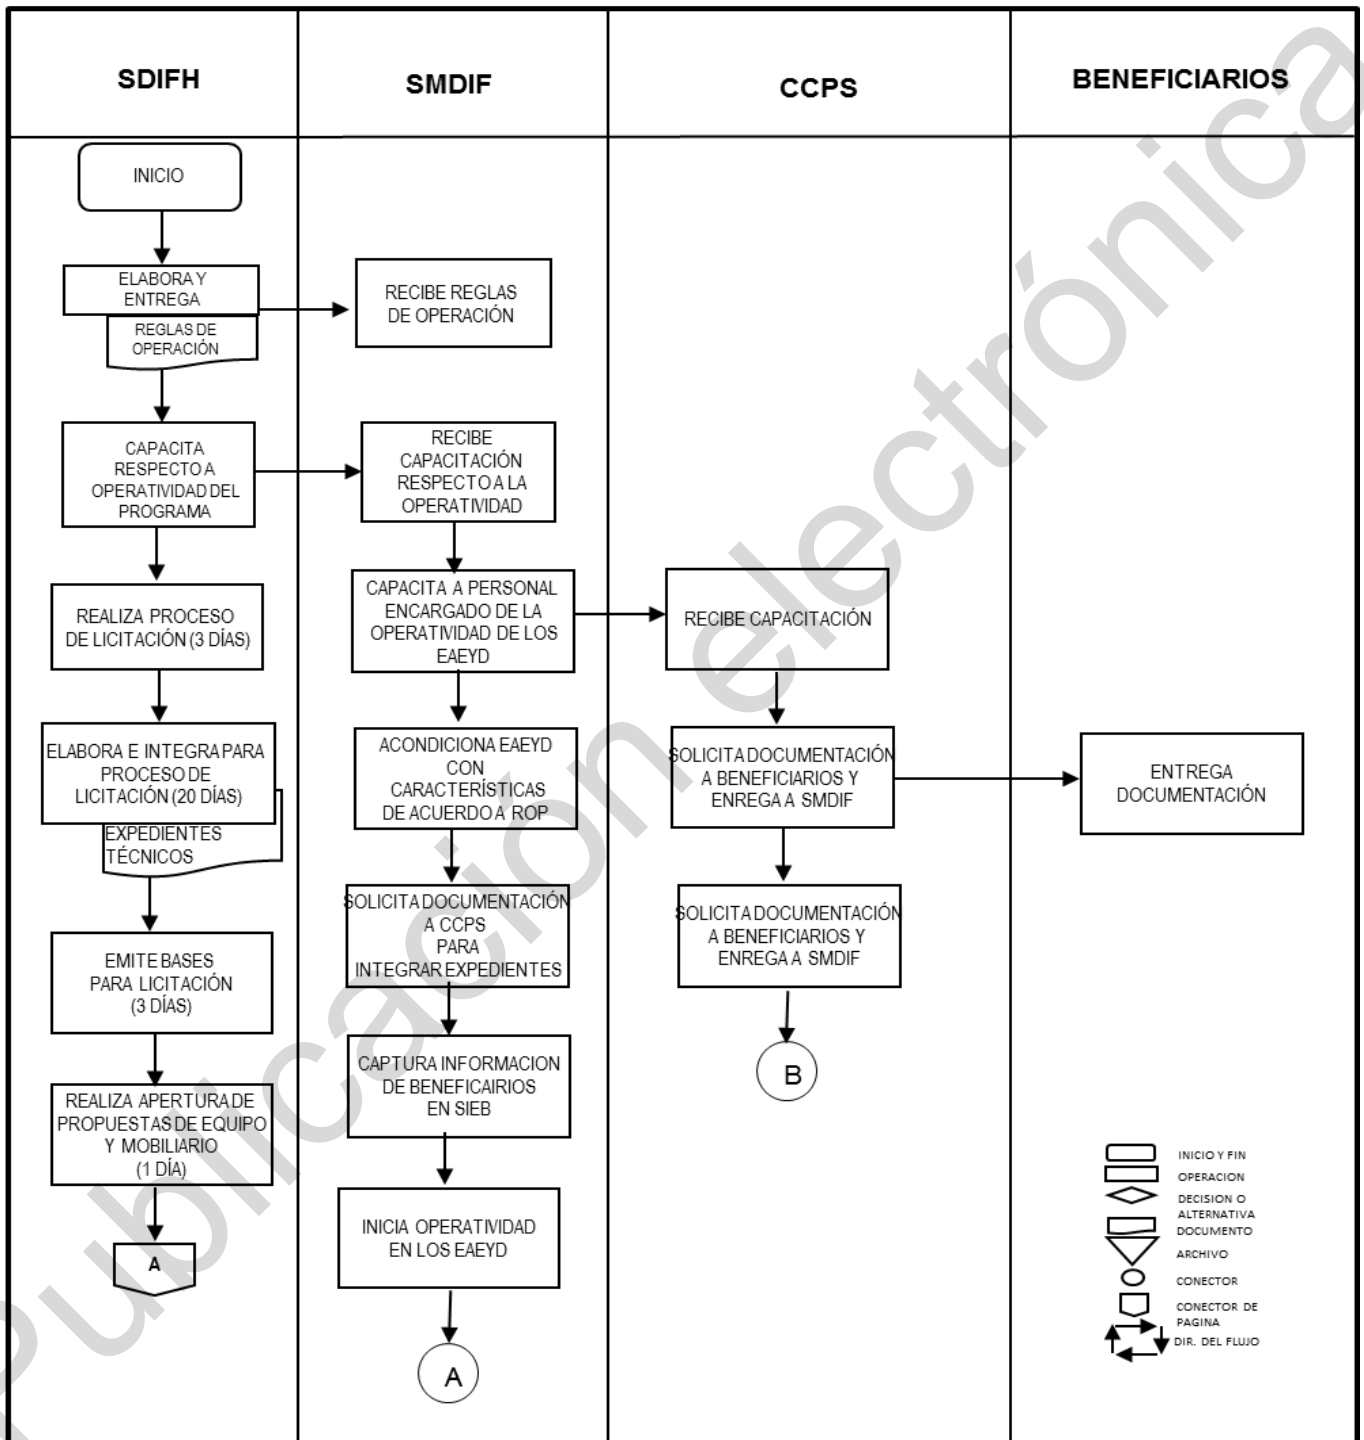 SDIFH
SMDIF
CCPS
BENEFICIARIOS
INICIO
ELABORA Y
ENTREGA
REGLAS DE
OPERACIÓN
CAPACITA
RESPECTO A
OPERATIVIDAD DEL
PROGRAMA
REALIZA PROCESO
DE LICITACIÓN (3 DÍAS)
ELABORA E INTEGRA PARA
PROCESO DE
LICITACIÓN (20 DÍAS)
EXPEDIENTES
TÉCNICOS
EMITE BASES
PARA LICITACIÓN
(3 DÍAS)
REALIZA APERTURA DE
PROPUESTAS DE EQUIPO
Y MOBILIARIO
(1 DÍA)
A
RECIBE REGLAS
DE OPERACIÓN
RECIBE
CAPACITACIÓN
RESPECTO A LA
OPERATIVIDAD
CAPACITA A PERSONAL
ENCARGADO DE LA
OPERATIVIDAD DE LOS
EAEYD
ACONDICIONA EAEYD
CON
CARACTERÍSTICAS
DE ACUERDO A ROP
SOLICITA DOCUMENTACIÓN
A CCPS
PARA
INTEGRAR EXPEDIENTES
CAPTURA INFORMACION
DE BENEFICAIRIOS
EN SIEB
INICIA OPERATIVIDAD
EN LOS EAEYD
A
RECIBE CAPACITACIÓN
SOLICITA DOCUMENTACIÓN
A BENEFICIARIOS Y
ENREGA A SMDIF
SOLICITA DOCUMENTACIÓN
A BENEFICIARIOS Y
ENREGA A SMDIF
B
ENTREGA
DOCUMENTACIÓN
INICIO Y FIN
OPERACION
DECISION O
ALTERNATIVA
DOCUMENTO
ARCHIVO
CONECTOR
CONECTOR DE
PAGINA
DIR. DEL FLUJO
Publicación electrónica